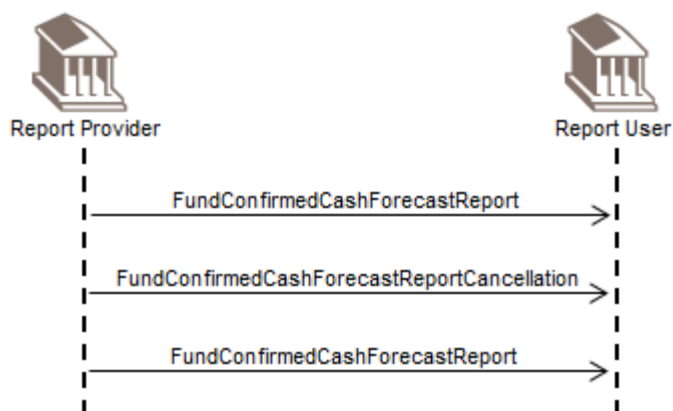 Report Provider
Report User
FundConfirmedCashForecastReport
FundConfirmedCashForecastReportCancellation
FundConfirmedCashForecastReport